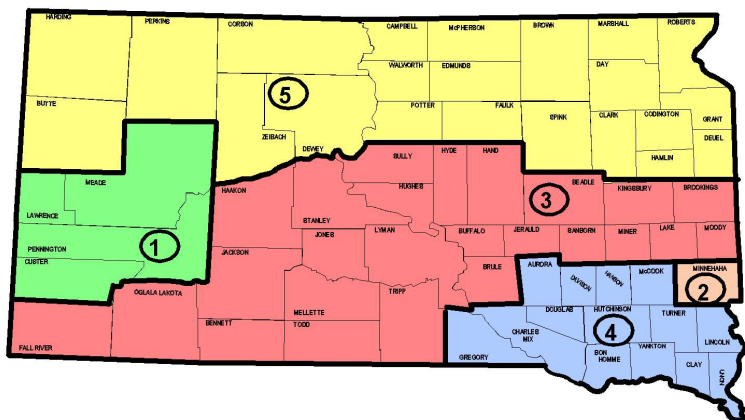 HARDING
PERKINS
CORSON
CAMPBELL
McPHERSON
BROWN
MARSHALL
ROBERTS
WALWORTH
EDMUNDS
DAY
BUTTE
5
POTTER
FAULK
SPINK
CLARK
CODINGTON
GRANT
DEUEL
ZEIBACH
DEWEY
HAMLIN
MEADE
SULLY
HYDE
HAND
BEADLE
KINGSBURY
BROOKINGS
HAAKON
HUGHES
3
LAWRENCE
STANLEY
JONES
LYMAN
BUFFALO
JERAULD
SANBORN
MINER
LAKE
MOODY
PENNINGTON
1
CUSTER
JACKSON
BRULE
AURORA
DAVISON
HANSON
McCOOK
MINNEHAHA
2
OGLALA LAKOTA
TRIPP
MELLETTE
BENNETT
TODD
DOUGLAS
HUTCHINSON
TURNER
CHARLES
MIX
4
LINCOLN
FALL RIVER
GREGORY
BON
HOMME
YANKTON
CLAY
UNION